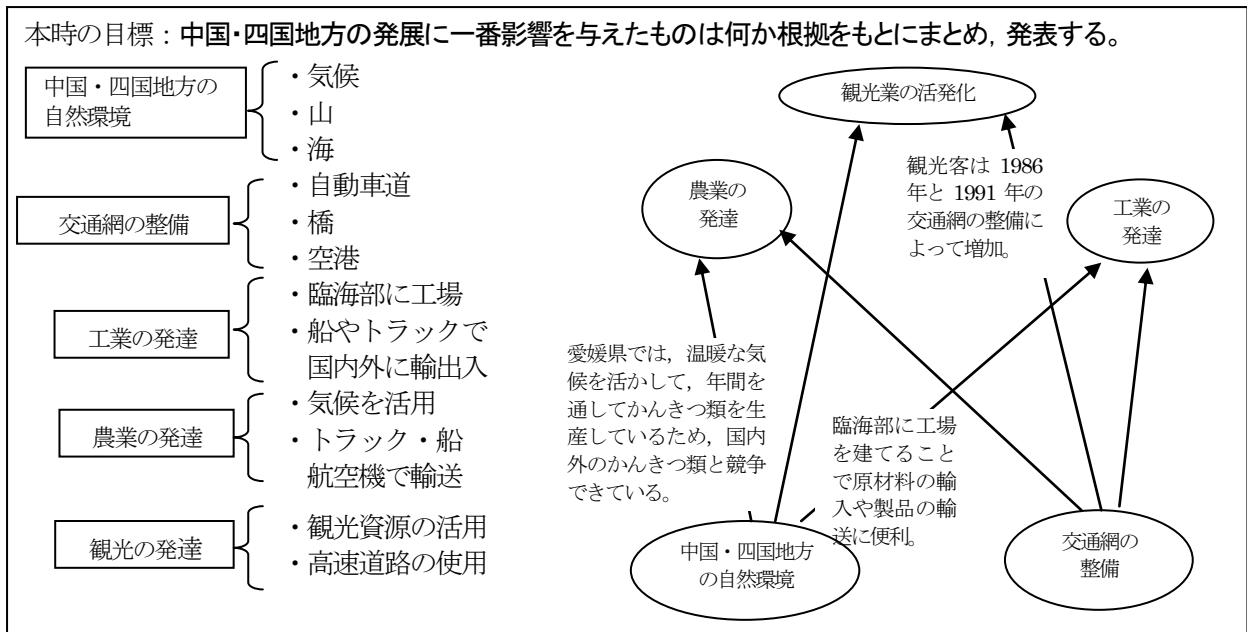 本時の目標：中国・四国地方の発展に一番影響を与えたものは何か根拠をもとにまとめ，発表する。
中国・四国地方の
自然環境
・気候
・山
・海
交通網の整備
・自動車道
・橋
・空港
工業の発達
・臨海部に工場
・船やトラックで
国内外に輸出入
農業の発達
・気候を活用
・トラック・船
航空機で輸送
観光の発達
・観光資源の活用
・高速道路の使用
観光業の活発化
農業の
発達
観光客は 1986
年と 1991 年の
交通網の整備に
よって増加。
工業の
発達
愛媛県では，温暖な気
候を活かして，年間を
通してかんきつ類を生
産しているため，国内
外のかんきつ類と競争
できている。
臨海部に工場
を建てること
で原材料の輸
入や製品の輸
送に便利。
中国・四国地方
の自然環境
交通網の
整備